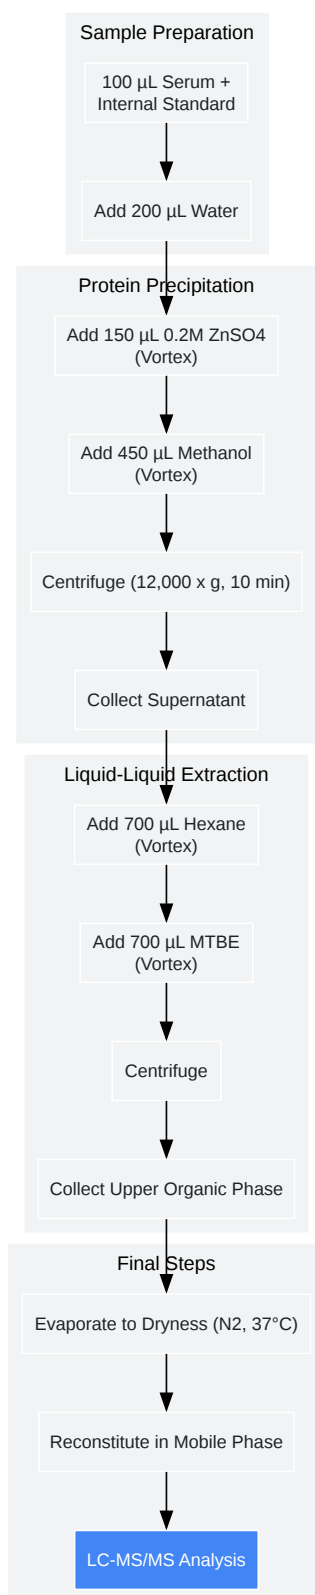 Sample Preparation
100 µL Serum +
Internal Standard
Add 200 µL Water
Protein Precipitation
Add 150 µL 0.2M ZnSO4
(Vortex)
Add 450 µL Methanol
(Vortex)
Centrifuge (12,000 x g, 10 min)
Collect Supernatant
Liquid-Liquid Extraction
Add 700 µL Hexane
(Vortex)
Add 700 µL MTBE
(Vortex)
Centrifuge
Collect Upper Organic Phase
Final Steps
Evaporate to Dryness (N2, 37°C)
Reconstitute in Mobile Phase
LC-MS/MS Analysis